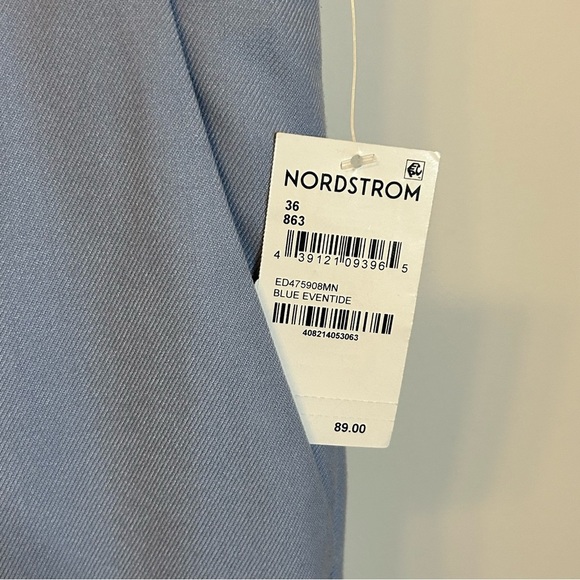 NORDSTROM
36
863
4 39121 09396 5
ED475908MN
BLUE EVENTIDE
408214053063
89.00